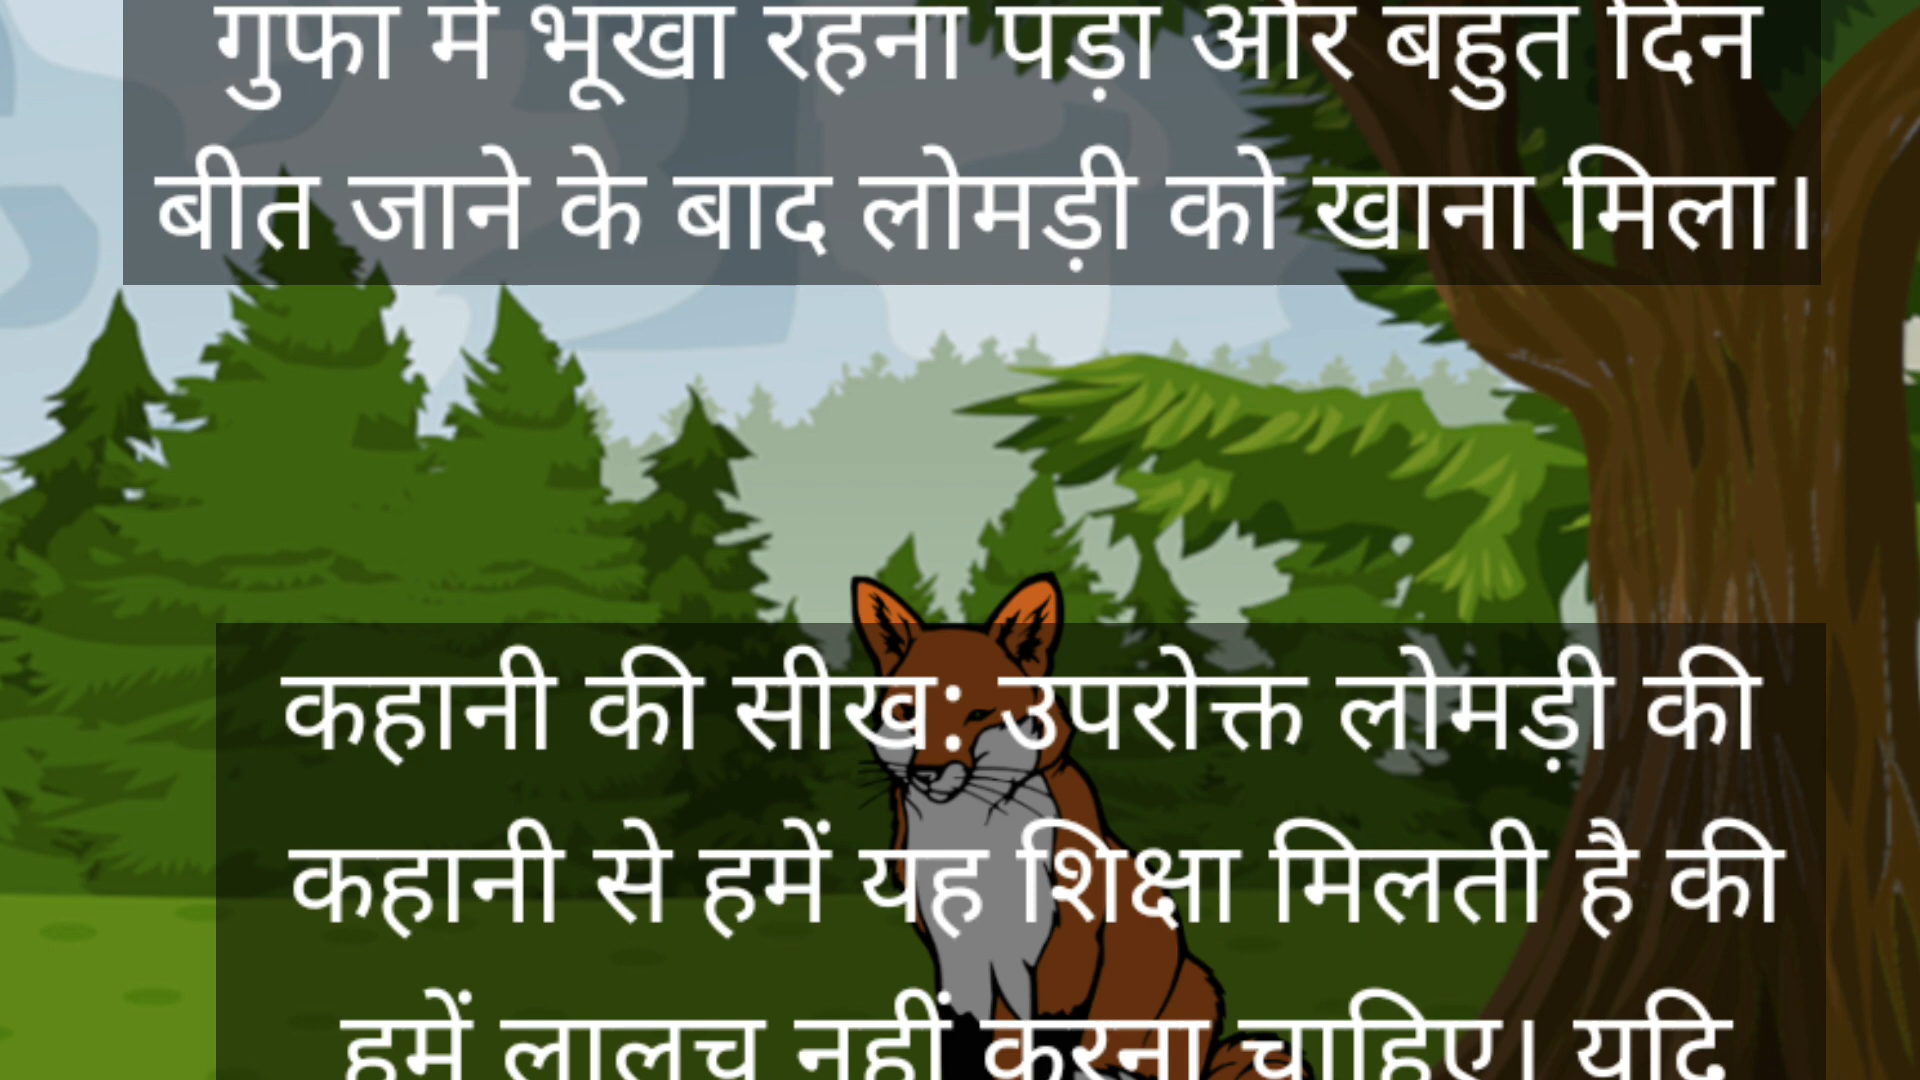 गुफा में भूखा रहना पड़ा और बहुत दिन
बीत जाने के बाद लोमड़ी को खाना मिला।
कहानी की सीख: उपरोक्त लोमड़ी की
कहानी से हमें यह शिक्षा मिलती है की
हमें लालच नहीं करना चाहिए। यदि